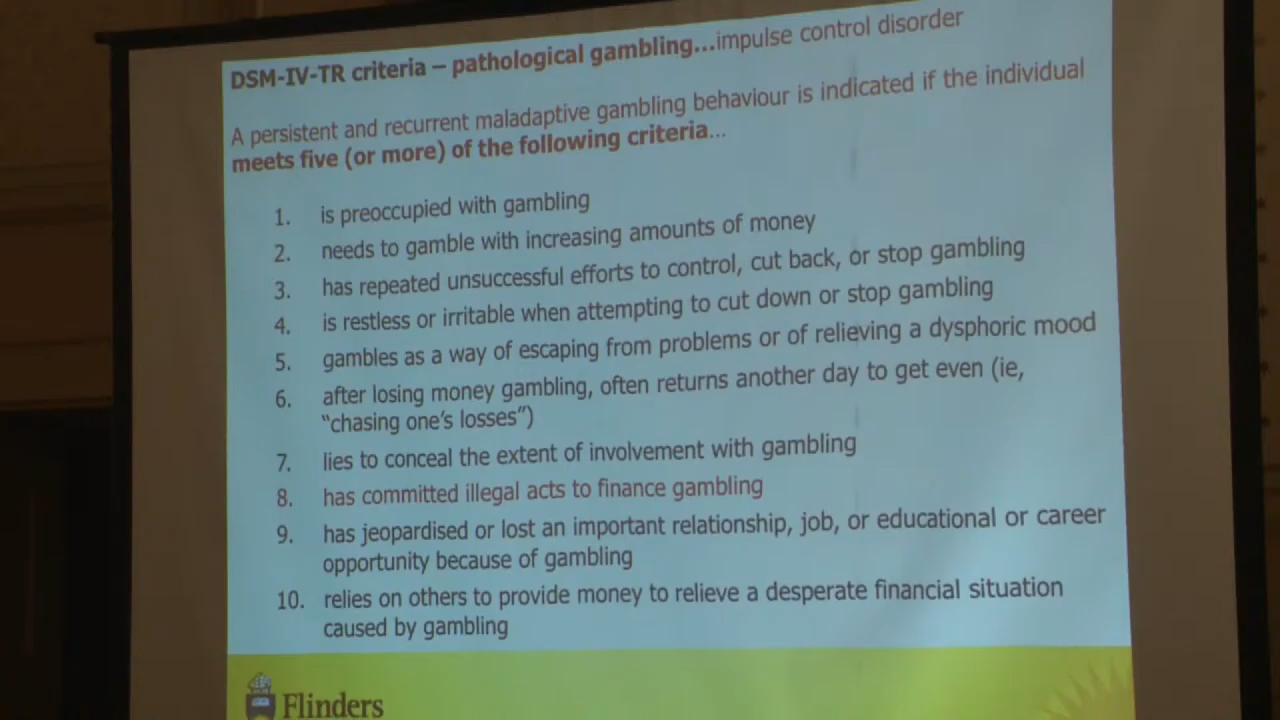 DSM-IV-TR criteria – pathological gambling...impulse control disorder
A persistent and recurrent maladaptive gambling behaviour is indicated if the individual
meets five (or more) of the following criteria...
1. is preoccupied with gambling
2. needs to gamble with increasing amounts of money
3. has repeated unsuccessful efforts to control, cut back, or stop gambling
4. is restless or irritable when attempting to cut down or stop gambling
5. gambles as a way of escaping from problems or of relieving a dysphoric mood
6. after losing money gambling, often returns another day to get even (ie,
“chasing one’s losses”)
7. lies to conceal the extent of involvement with gambling
8. has committed illegal acts to finance gambling
9. has jeopardised or lost an important relationship, job, or educational or career
opportunity because of gambling
10. relies on others to provide money to relieve a desperate financial situation
caused by gambling
Flinders